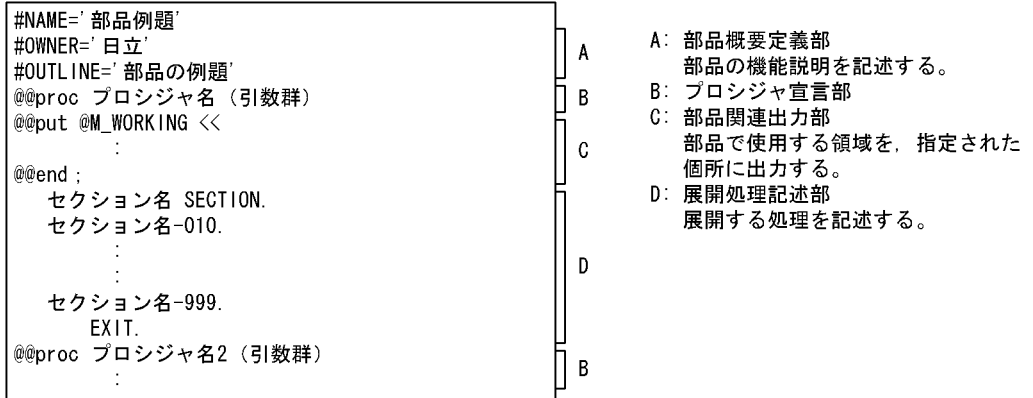 #NAME='部品例題'
#OWNER='日立'
#OUTLINE='部品の例題'
@@proc プロシジャ名（引数群）
@@put @M_WORKING <<
:
@@end;
セクション名 SECTION.
セクション名-010.
:
:
セクション名-999.
EXIT.
@@proc プロシジャ名2（引数群）
:
A
B
C
D
B
A: 部品概要定義部
部品の機能説明を記述する。
B: プロシジャ宣言部
C: 部品関連出力部
部品で使用する領域を，指定された
個所に出力する。
D: 展開処理記述部
展開する処理を記述する。